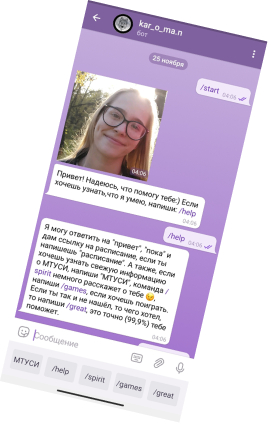 kar_o_ma.n
бот
25 ноября
/start
04:06
04:06
Привет! Надеюсь, что помогу тебе:) Если
хочешь узнать,что я умею, напиши: /help
04:06
/help
04:06
Я могу ответить на "привет", "пока" и
дам ссылку на расписание, если ты
напишешь "расписание". А также, если
хочешь узнать свежую информацию
о МТУСИ, напиши "МТУСИ", команда /
spirit немного расскажет о тебе 😉,
напиши /games, если хочешь поиграть.
Если ты так и не нашёл, то чего хотел,
то напиши /great, это точно (99,9%) тебе
поможет.
04:06
Сообщение
МТУСИ
/help
/spirit
/games
/great